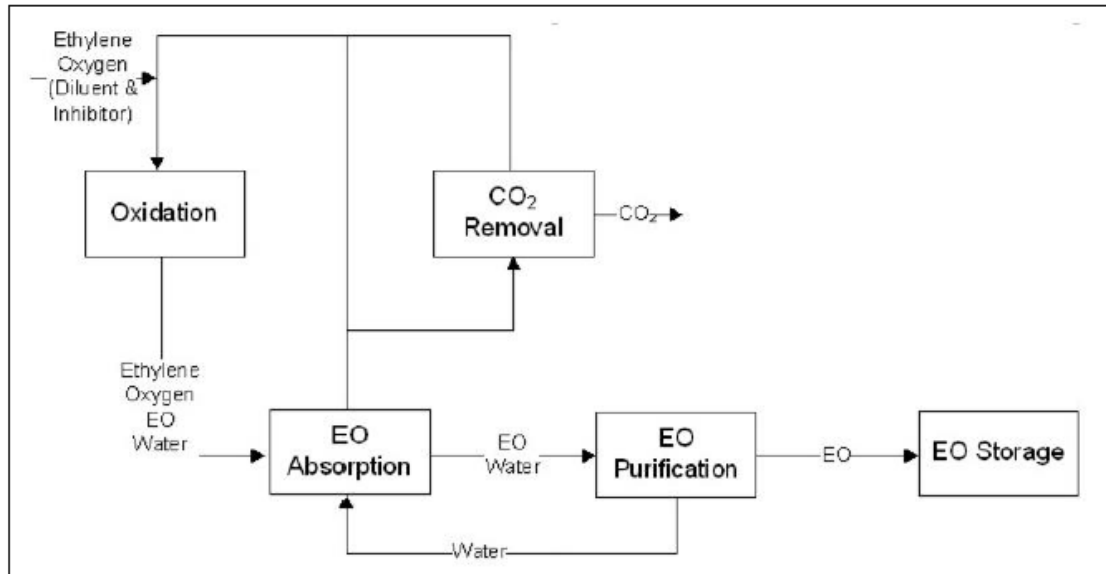 Ethylene
Oxygen
(Diluent &
Inhibitor)
Oxidation
CO₂
Removal
CO₂
Ethylene
Oxygen
EO
Water
EO
Absorption
EO
Water
EO
Purification
EO
EO Storage
Water